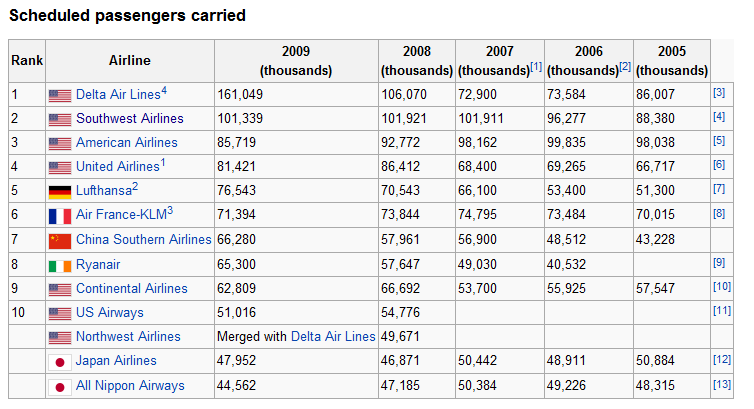 Scheduled passengers carried
Rank Airline 2009 (thousands) 2008 (thousands) 2007 (thousands)[1] 2006 (thousands)[2] 2005 (thousands)
1 Delta Air Lines4 161,049 106,070 72,900 73,584 86,007 [3]
2 Southwest Airlines 101,339 101,921 101,911 96,277 88,380 [4]
3 American Airlines 85,719 92,772 98,162 99,835 98,038 [5]
4 United Airlines1 81,421 86,412 68,400 69,265 66,717 [6]
5 Lufthansa2 76,543 70,543 66,100 53,400 51,300 [7]
6 Air France-KLM3 71,394 73,844 74,795 73,484 70,015 [8]
7 China Southern Airlines 66,280 57,961 56,900 48,512 43,228
8 Ryanair 65,300 57,647 49,030 40,532 [9]
9 Continental Airlines 62,809 66,692 53,700 55,925 57,547 [10]
10 US Airways 51,016 54,776 [11]
Northwest Airlines Merged with Delta Air Lines 49,671
Japan Airlines 47,952 46,871 50,442 48,911 50,884 [12]
All Nippon Airways 44,562 47,185 50,384 49,226 48,315 [13]